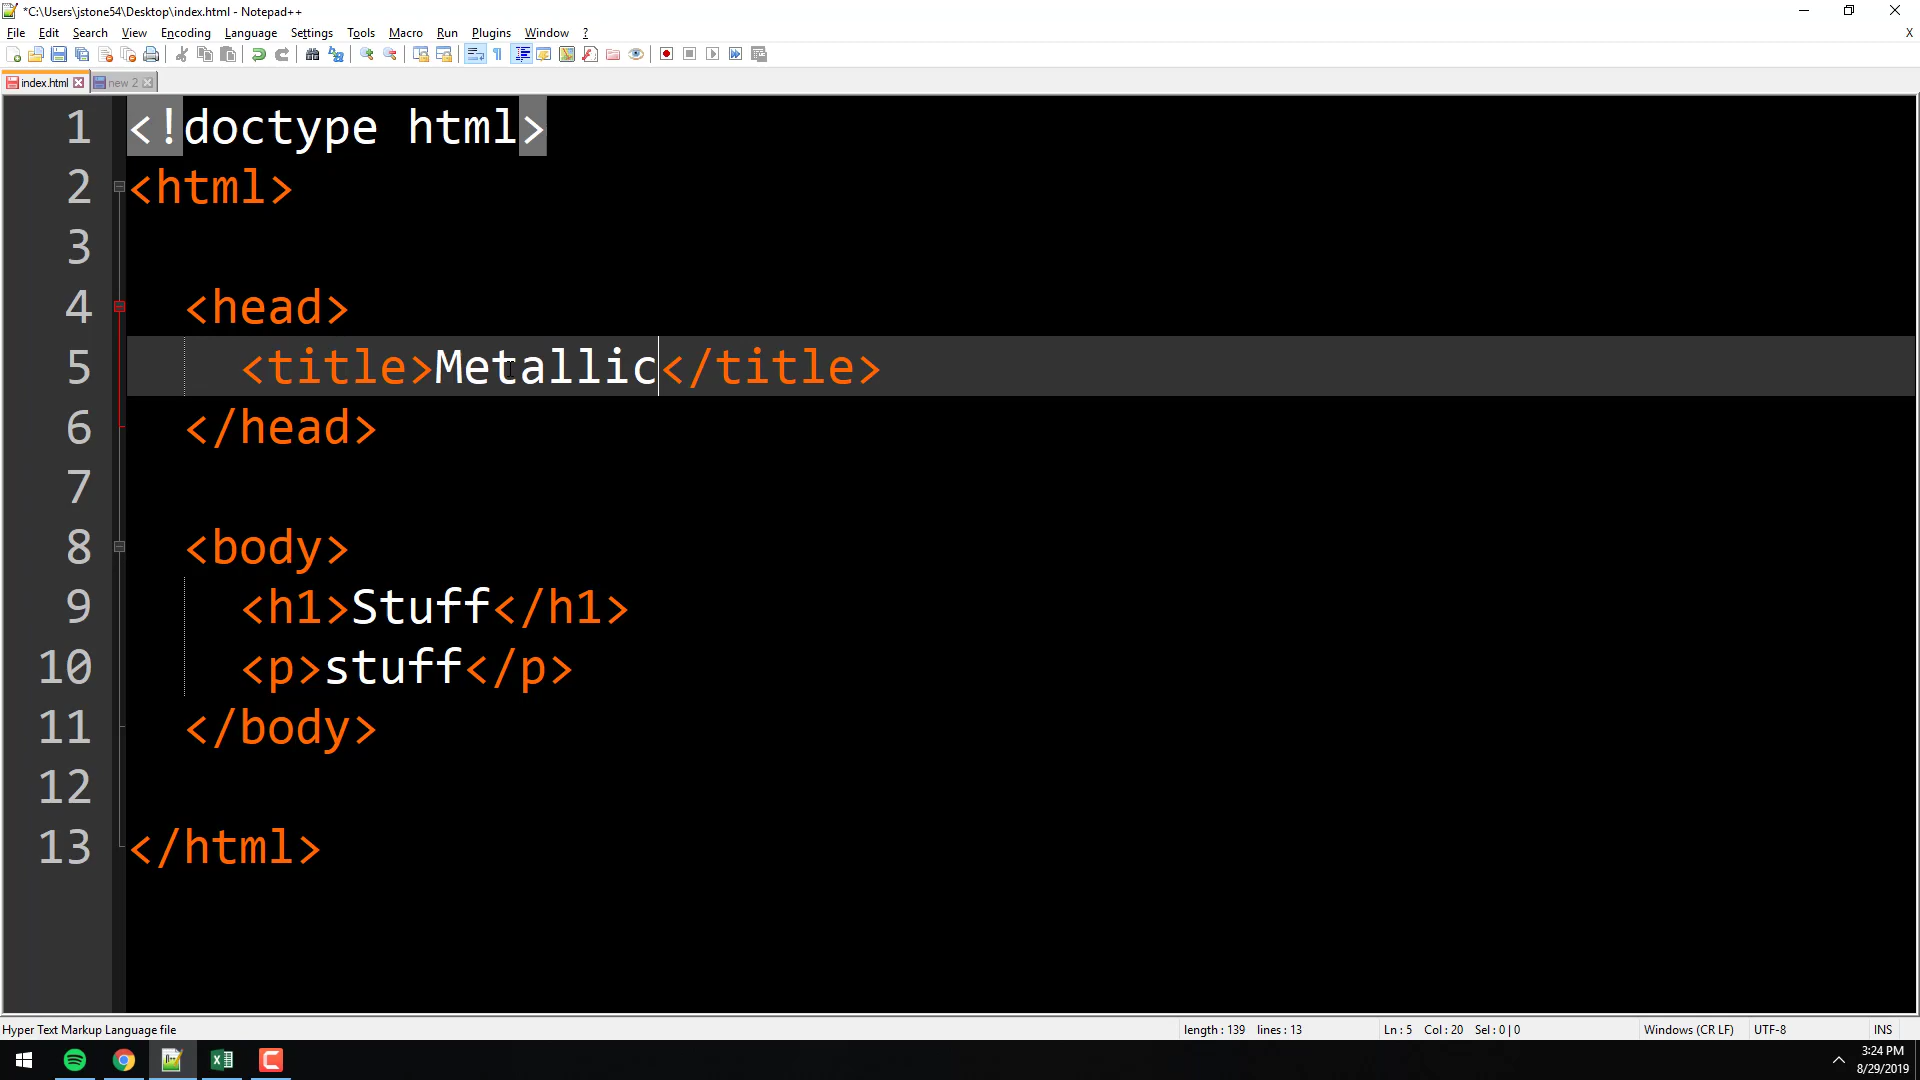 *C:\Users\jstone54\Desktop\index.html - Notepad++
File Edit Search View Encoding Language Settings Tools Macro Run Plugins Window ? X
index.html new 2
1 <!doctype html>
2 <html>
3
4 <head>
5 <title>Metallic</title>
6 </head>
7
8 <body>
9 <h1>Stuff</h1>
10 <p>stuff</p>
11 </body>
12
13 </html>
Hyper Text Markup Language file length : 139 lines : 13 Ln : 5 Col : 20 Sel : 0 | 0 Windows (CR LF) UTF-8 INS
3:24 PM
8/29/2019